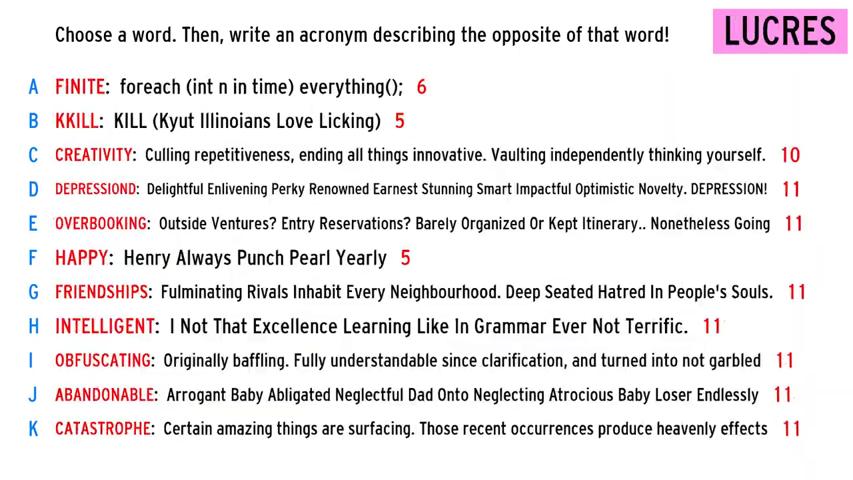 Choose a word. Then, write an acronym describing the opposite of that word!
LUCRES
A FINITE: foreach (int n in time) everything(); 6
B KKILL: KILL (Kyut Illinoians Love Licking) 5
C CREATIVITY: Culling repetitiveness, ending all things innovative. Vaulting independently thinking yourself. 10
D DEPRESSIOND: Delightful Enlivening Perky Renowned Earnest Stunning Smart Impactful Optimistic Novelty. DEPRESSION! 11
E OVERBOOKING: Outside Ventures? Entry Reservations? Barely Organized Or Kept Itinerary.. Nonetheless Going 11
F HAPPY: Henry Always Punch Pearl Yearly 5
G FRIENDSHIPS: Fulminating Rivals Inhabit Every Neighbourhood. Deep Seated Hatred In People's Souls. 11
H INTELLIGENT: I Not That Excellence Learning Like In Grammar Ever Not Terrific. 11
I OBFUSCATING: Originally baffling. Fully understandable since clarification, and turned into not garbled 11
J ABANDONABLE: Arrogant Baby Abligated Neglectful Dad Onto Neglecting Atrocious Baby Loser Endlessly 11
K CATASTROPHE: Certain amazing things are surfacing. Those recent occurrences produce heavenly effects 11